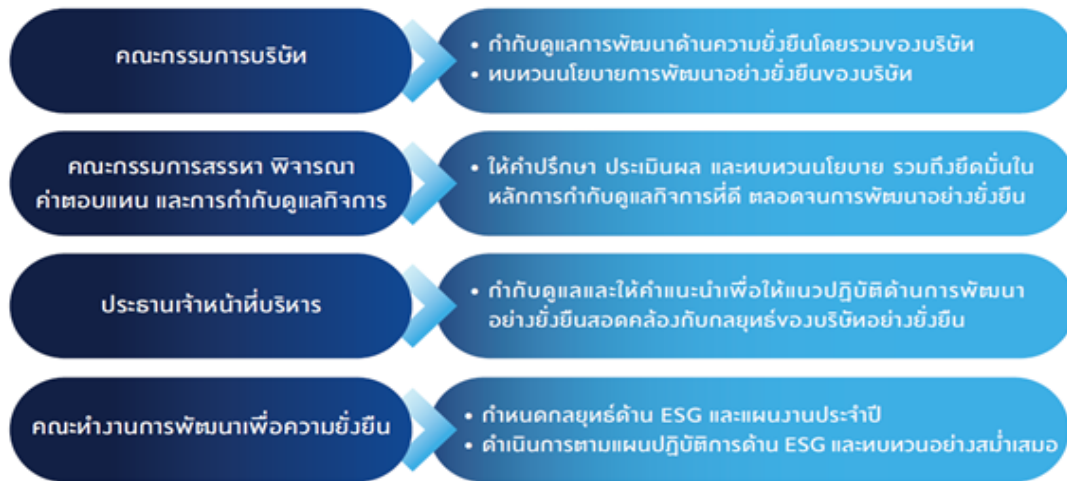 คณะกรรมการบริษัท
• กำกับดูแลการพัฒนาด้านความยั่งยืนโดยรวมของบริษัท
• ทบทวนนโยบายการพัฒนาอย่างยั่งยืนของบริษัท
คณะกรรมการสรรหา พิจารณา
ค่าตอบแทน และการกำกับดูแลกิจการ
• ให้คำปรึกษา ประเมินผล และทบทวนนโยบาย รวมถึงยึดมั่นใน
หลักการกำกับดูแลกิจการที่ดี ตลอดจนการพัฒนาอย่างยั่งยืน
ประธานเจ้าหน้าที่บริหาร
• กำกับดูแลและให้คำแนะนำเพื่อให้แนวปฏิบัติด้านการพัฒนา
อย่างยั่งยืนสอดคล้องกับกลยุทธ์ของบริษัทอย่างยั่งยืน
คณะทำงานการพัฒนาเพื่อความยั่งยืน
• กำหนดกลยุทธ์ด้าน ESG และแผนงานประจำปี
• ดำเนินการตามแผนปฏิบัติการด้าน ESG และทบทวนอย่างสม่ำเสมอ